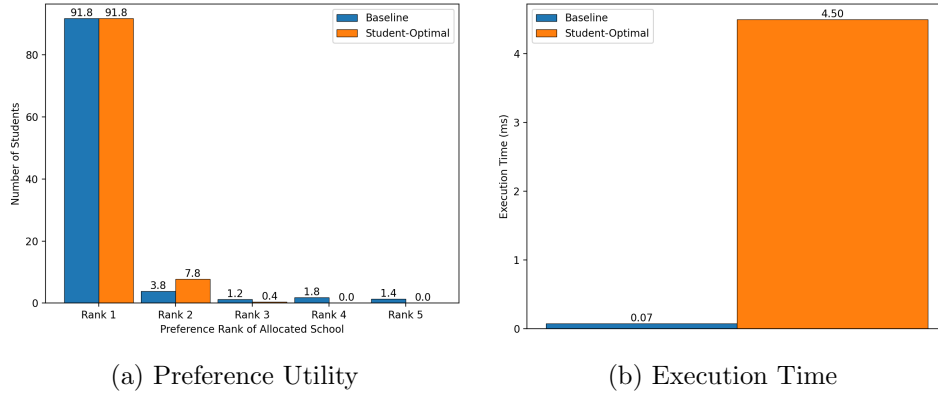 Baseline
Student-Optimal
Number of Students
80
60
40
20
0
91.8 91.8
3.8 7.8
1.2 0.4
1.8 0.0
1.4 0.0
Rank 1 Rank 2 Rank 3 Rank 4 Rank 5
Preference Rank of Allocated School
(a) Preference Utility
Baseline
Student-Optimal
Execution Time (ms)
4
3
2
1
0
0.07
4.50
(b) Execution Time